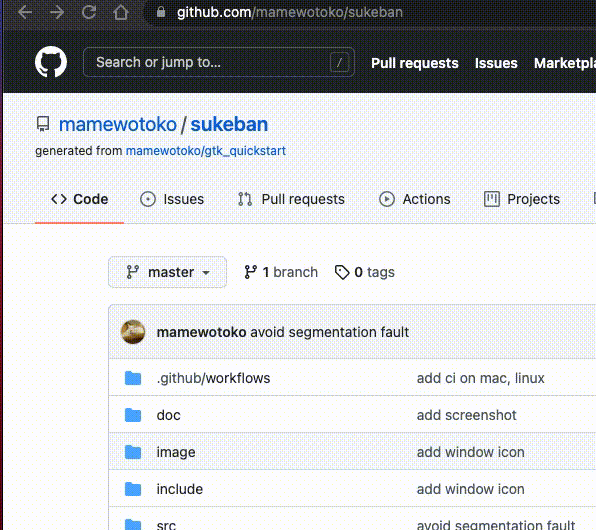 github.com/mamewotoko/sukeban
Search or jump to... /
Pull requests Issues Marketpla
mamewotoko / sukeban
generated from mamewotoko/gtk_quickstart
Code Issues Pull requests Actions Projects
master 1 branch 0 tags
mamewotoko avoid segmentation fault
.github/workflows add ci on mac, linux
doc add screenshot
image add window icon
include add window icon
src avoid segmentation fault